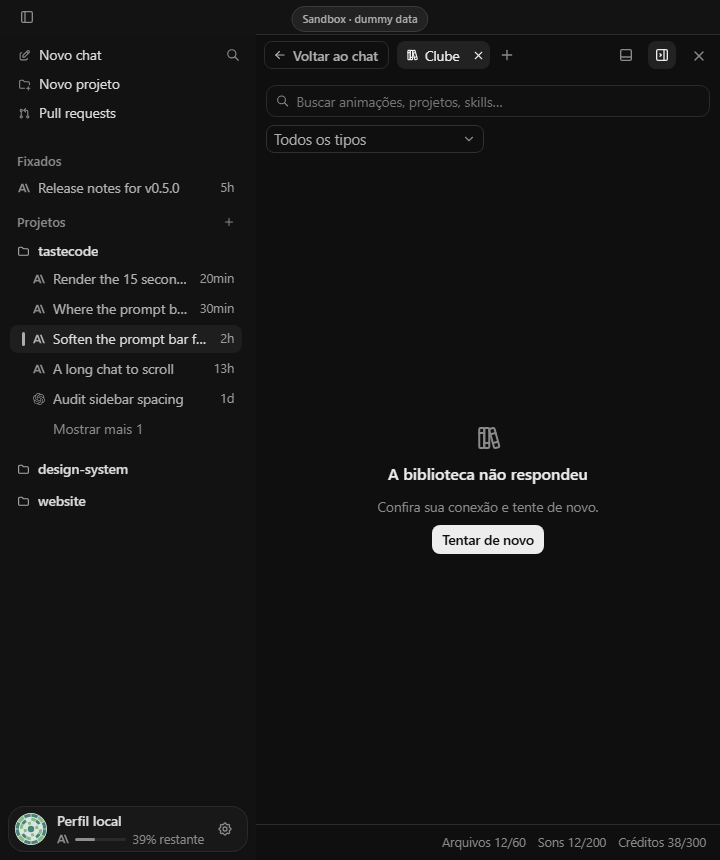 Sandbox · dummy data
Novo chat
Novo projeto
Pull requests
Fixados
Release notes for v0.5.0 5h
Projetos
tastecode
Render the 15 secon... 20min
Where the prompt b... 30min
Soften the prompt bar f... 2h
A long chat to scroll 13h
Audit sidebar spacing 1d
Mostrar mais 1
design-system
website
Perfil local
39% restante
Voltar ao chat
Clube
Buscar animações, projetos, skills...
Todos os tipos
A biblioteca não respondeu
Confira sua conexão e tente de novo.
Tentar de novo
Arquivos 12/60 Sons 12/200 Créditos 38/300